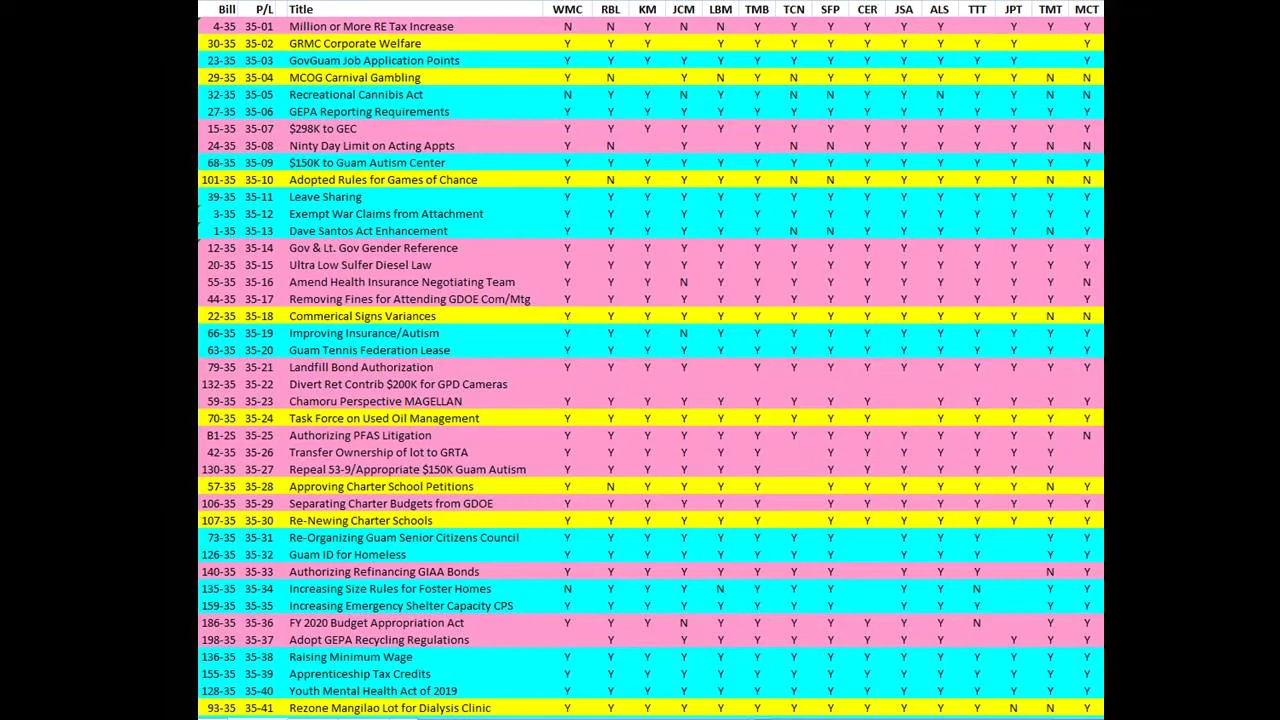 Bill P/L Title WMC RBL KM JCM LBM TMB TCN SFP CER JSA ALS TTT JPT TMT MCT
4-35 35-01 Million or More RE Tax Increase N N Y N N Y Y Y Y Y Y Y Y Y
30-35 35-02 GRMC Corporate Welfare Y Y Y Y Y Y Y Y Y Y Y Y Y
23-35 35-03 GovGuam Job Application Points Y Y Y Y Y Y Y Y Y Y Y Y Y Y
29-35 35-04 MCOG Carnival Gambling Y N Y N Y N Y Y Y Y Y Y N N
32-35 35-05 Recreational Cannibis Act N Y Y N Y Y N N Y Y N Y Y N N
27-35 35-06 GEPA Reporting Requirements Y Y Y Y Y Y Y Y Y Y Y Y Y Y Y
15-35 35-07 $298K to GEC Y Y Y Y Y Y Y Y Y Y Y Y Y Y Y
24-35 35-08 Ninty Day Limit on Acting Appts Y N Y Y N N Y Y Y Y Y N N
68-35 35-09 $150K to Guam Autism Center Y Y Y Y Y Y Y Y Y Y Y Y Y Y Y
101-35 35-10 Adopted Rules for Games of Chance Y N Y Y Y Y N N Y Y Y Y Y N N
39-35 35-11 Leave Sharing Y Y Y Y Y Y Y Y Y Y Y Y Y Y Y
3-35 35-12 Exempt War Claims from Attachment Y Y Y Y Y Y Y Y Y Y Y Y Y Y Y
1-35 35-13 Dave Santos Act Enhancement Y Y Y Y Y Y N N Y Y Y Y Y N Y
12-35 35-14 Gov & Lt. Gov Gender Reference Y Y Y Y Y Y Y Y Y Y Y Y Y Y Y
20-35 35-15 Ultra Low Sulfer Diesel Law Y Y Y Y Y Y Y Y Y Y Y Y Y Y Y
55-35 35-16 Amend Health Insurance Negotiating Team Y Y Y N Y Y Y Y Y Y Y Y Y Y N
44-35 35-17 Removing Fines for Attending GDOE Com/Mtg Y Y Y Y Y Y Y Y Y Y Y Y Y Y Y
22-35 35-18 Commerical Signs Variances Y Y Y Y Y Y Y Y Y Y Y Y Y N N
66-35 35-19 Improving Insurance/Autism Y Y Y N Y Y Y Y Y Y Y Y Y Y Y
63-35 35-20 Guam Tennis Federation Lease Y Y Y Y Y Y Y Y Y Y Y Y Y Y Y
79-35 35-21 Landfill Bond Authorization Y Y Y Y Y Y Y Y Y Y Y Y Y Y
132-35 35-22 Divert Ret Contrib $200K for GPD Cameras
59-35 35-23 Chamoru Perspective MAGELLAN Y Y Y Y Y Y Y Y Y Y Y Y Y Y
70-35 35-24 Task Force on Used Oil Management Y Y Y Y Y Y Y Y Y Y Y Y Y Y
B1-2S 35-25 Authorizing PFAS Litigation Y Y Y Y Y Y Y Y Y Y Y Y Y Y N
42-35 35-26 Transfer Ownership of lot to GRTA Y Y Y Y Y Y Y Y Y Y Y Y Y
130-35 35-27 Repeal 53-9/Appropriate $150K Guam Autism Y Y Y Y Y Y Y Y Y Y Y Y Y
57-35 35-28 Approving Charter School Petitions Y N Y Y Y Y Y Y Y Y Y Y N Y
106-35 35-29 Separating Charter Budgets from GDOE Y Y Y Y Y Y Y Y Y Y Y Y Y Y
107-35 35-30 Re-Newing Charter Schools Y Y Y Y Y Y Y Y Y Y Y Y Y Y
73-35 35-31 Re-Organizing Guam Senior Citizens Council Y Y Y Y Y Y Y Y Y Y Y Y Y
126-35 35-32 Guam ID for Homeless Y Y Y Y Y Y Y Y Y Y Y Y Y
140-35 35-33 Authorizing Refinancing GIAA Bonds Y Y Y Y Y Y Y Y Y Y Y N Y
135-35 35-34 Increasing Size Rules for Foster Homes N Y Y Y N Y Y Y Y Y N Y Y
159-35 35-35 Increasing Emergency Shelter Capacity CPS Y Y Y Y Y Y Y Y Y Y Y Y Y
186-35 35-36 FY 2020 Budget Appropriation Act Y Y Y N Y Y Y Y Y Y N Y Y
198-35 35-37 Adopt GEPA Recycling Regulations Y Y Y Y Y Y Y Y Y Y Y Y
136-35 35-38 Raising Minimum Wage Y Y Y Y Y Y Y Y Y Y Y Y Y Y Y
155-35 35-39 Apprenticeship Tax Credits Y Y Y Y Y Y Y Y Y Y Y Y Y Y Y
128-35 35-40 Youth Mental Health Act of 2019 Y Y Y Y Y Y Y Y Y Y Y Y Y Y Y
93-35 35-41 Rezone Mangilao Lot for Dialysis Clinic Y Y Y Y Y Y Y Y Y Y Y Y N N Y